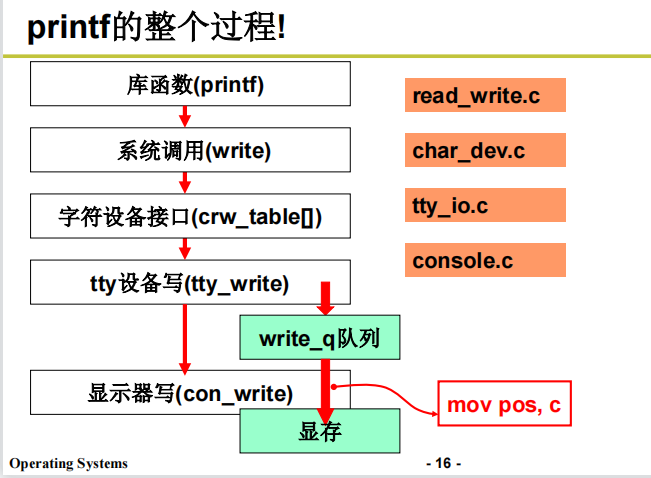 printf的整个过程!
库函数(printf)
系统调用(write)
字符设备接口(crw_table[])
tty设备写(tty_write)
write_q队列
显示器写(con_write)
显存
read_write.c
char_dev.c
tty_io.c
console.c
mov pos, c
Operating Systems
- 16 -